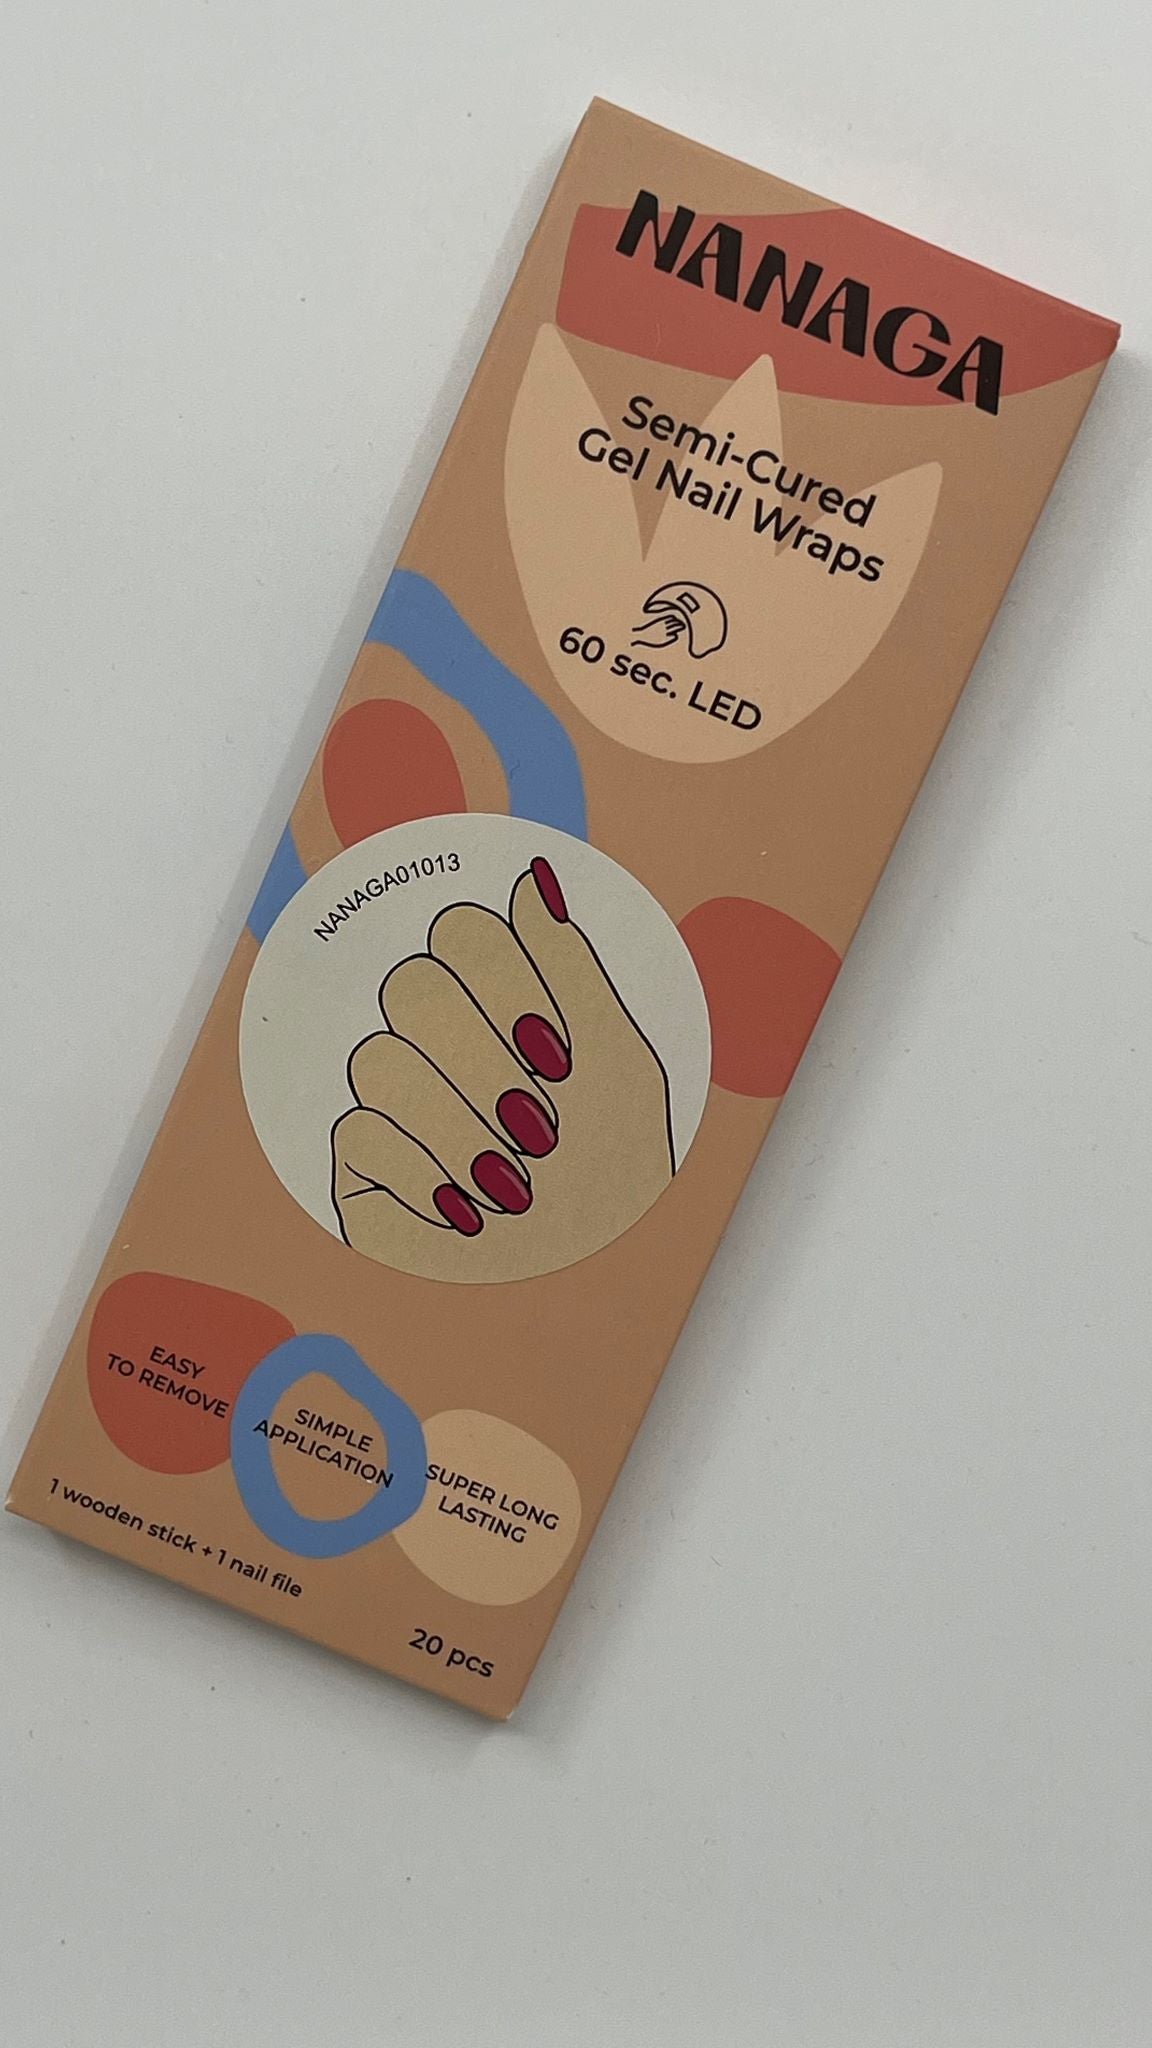 NANAGA
Semi-Cured
Gel Nail Wraps
60 sec. LED
NANAGA01013
EASY
TO REMOVE
SIMPLE
APPLICATION
SUPER LONG
LASTING
1 wooden stick + 1 nail file
20 pcs